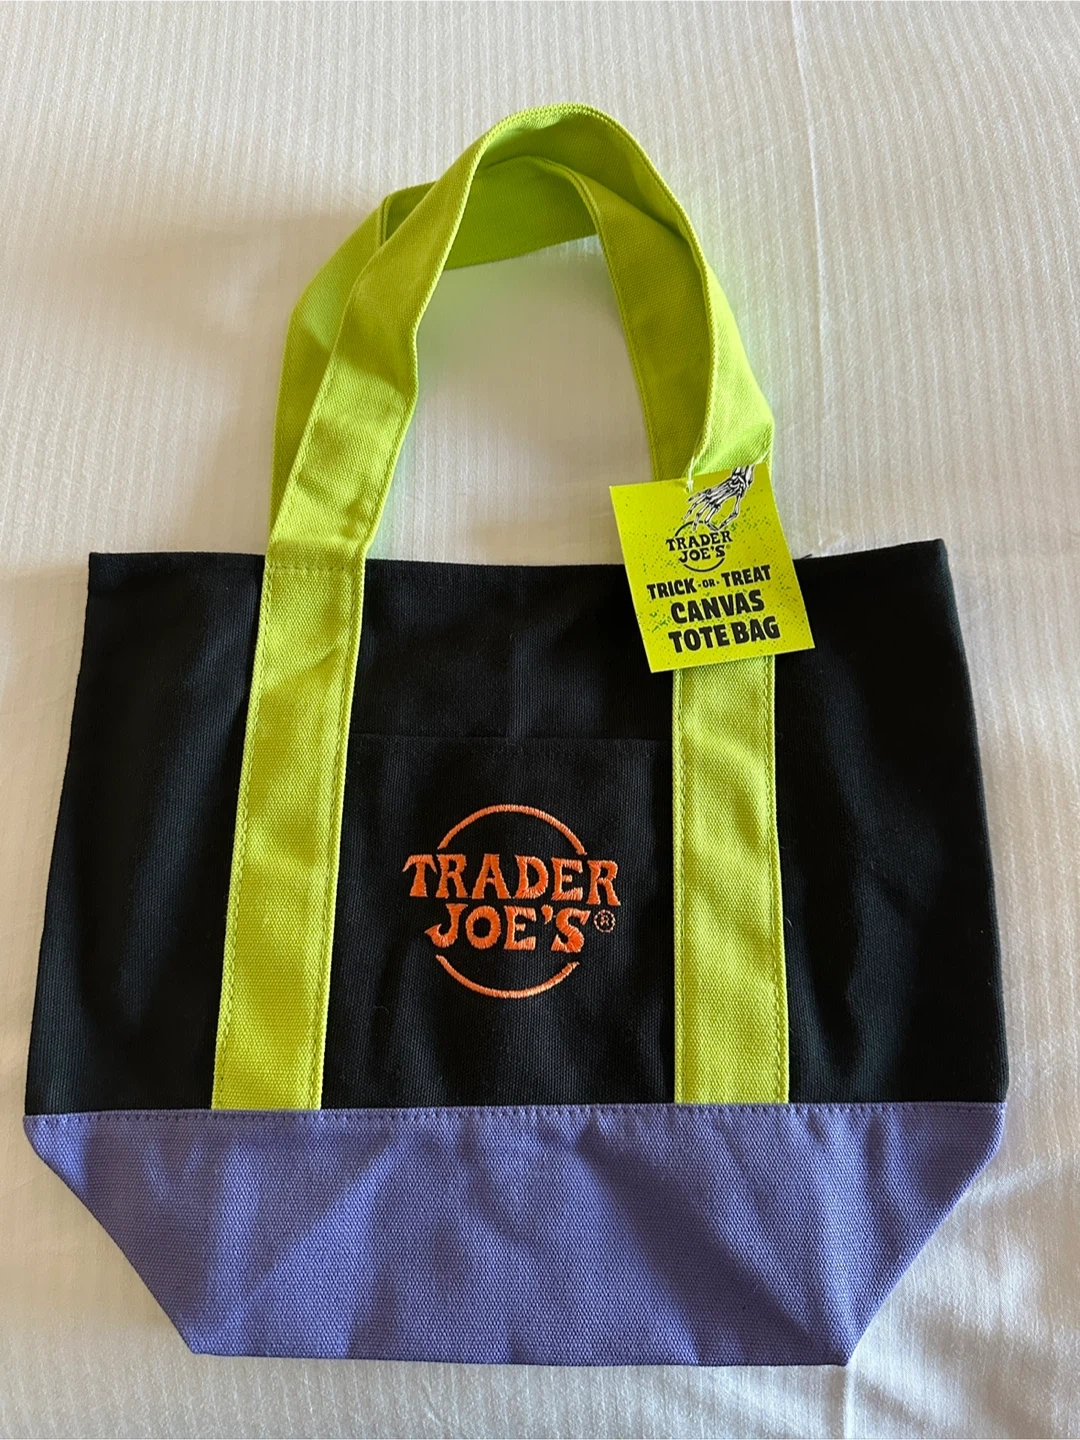 TRADER
JOE'S®
TRICK-OR-TREAT
CANVAS
TOTE BAG
TRADER
JOE'S®